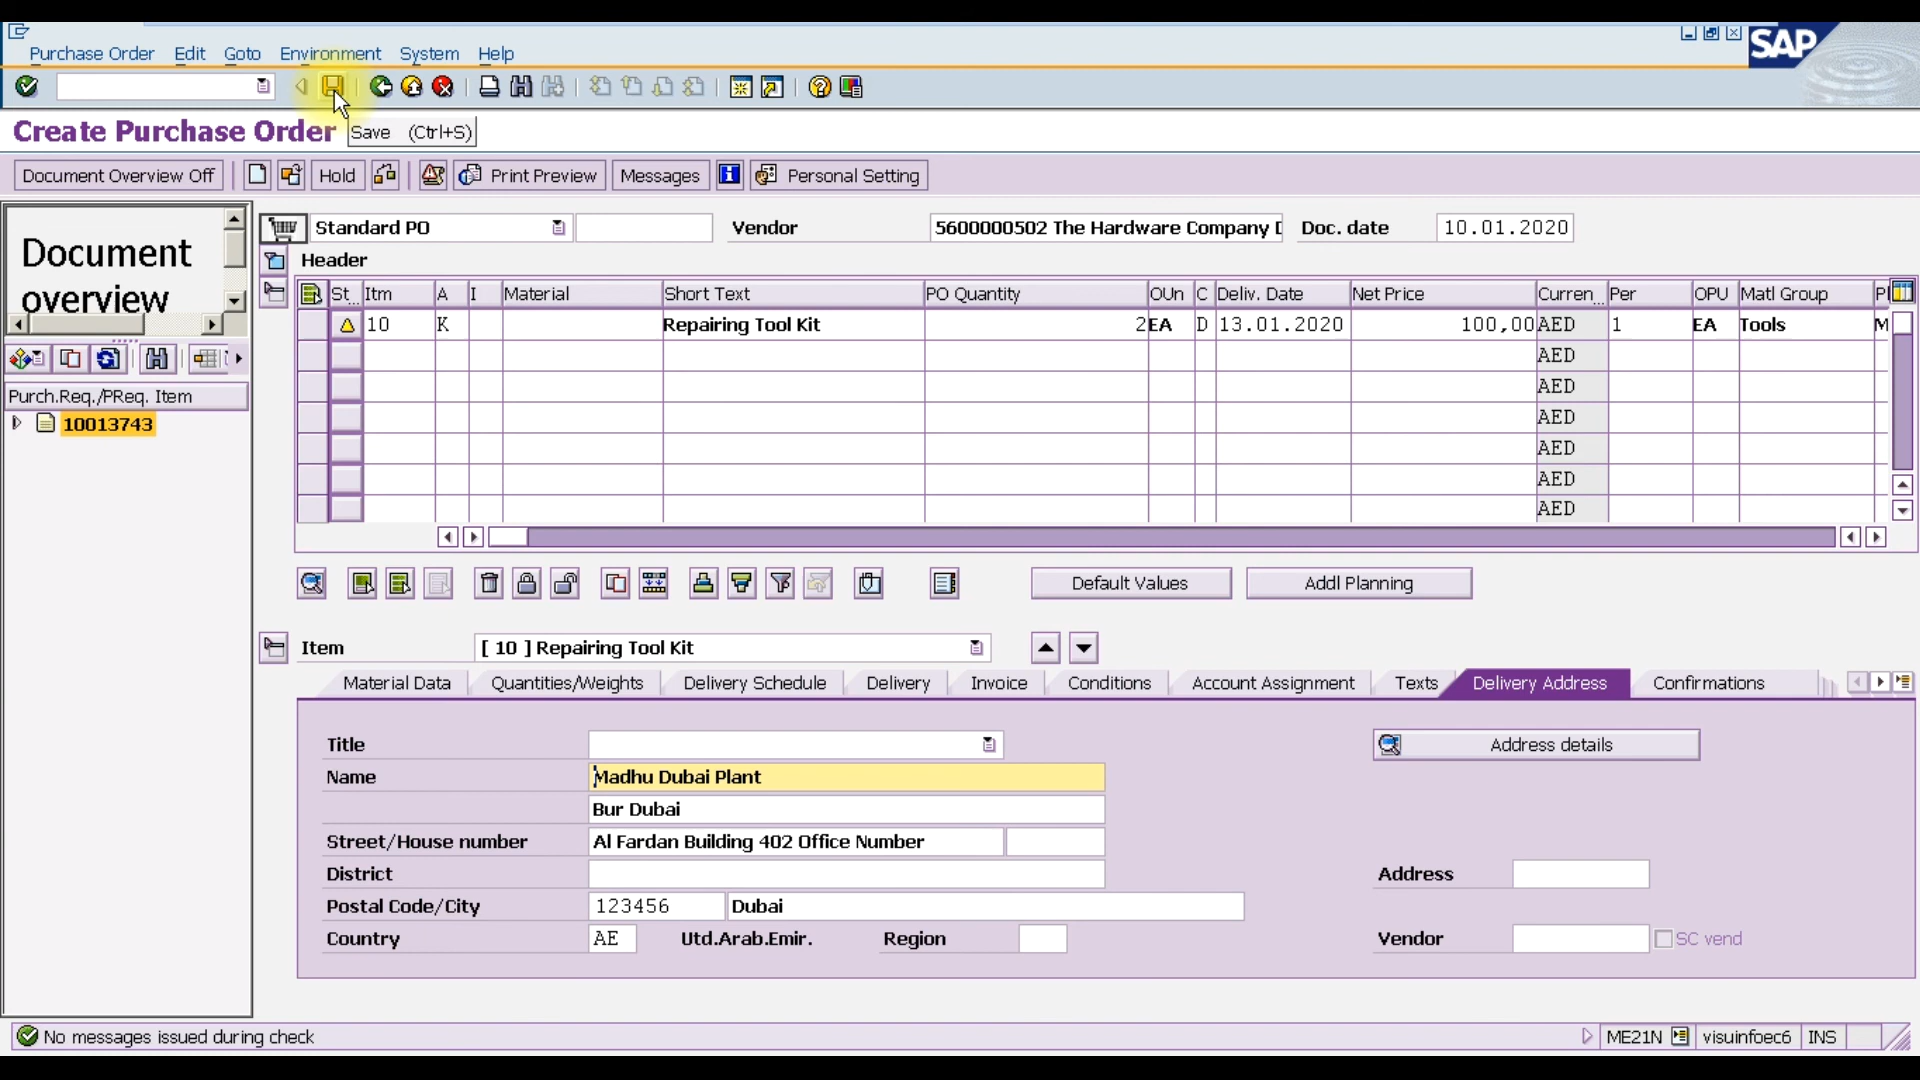 Purchase Order Edit Goto Environment System Help
SAP
Create Purchase Order
Save (Ctrl+S)
Document Overview Off Hold Print Preview Messages Personal Setting
Document overview
Standard PO Vendor 5600000502 The Hardware Company D Doc. date 10.01.2020
Header
St... Itm A I Material Short Text PO Quantity OUn C Deliv. Date Net Price Curren... Per OPU Matl Group Pl
10 K Repairing Tool Kit 2 EA D 13.01.2020 100,00 AED 1 EA Tools M
AED
AED
AED
AED
AED
AED
Purch.Req./PReq. Item
10013743
Default Values Addl Planning
Item [ 10 ] Repairing Tool Kit
Material Data Quantities/Weights Delivery Schedule Delivery Invoice Conditions Account Assignment Texts Delivery Address Confirmations
Title Address details
Name Madhu Dubai Plant
Bur Dubai
Street/House number Al Fardan Building 402 Office Number
District Address
Postal Code/City 123456 Dubai
Country AE Utd.Arab.Emir. Region Vendor SC vend
No messages issued during check ME21N visuinfoec6 INS